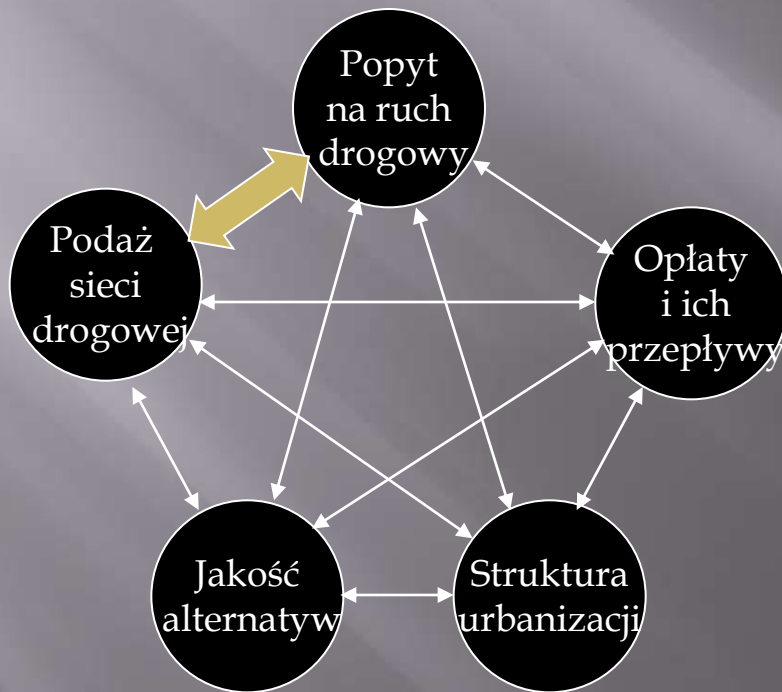 Popyt
na ruch
drogowy
Podaż
sieci
drogowej
Opłaty
i ich
przepływy
Jakość
alternatyw
Struktura
urbanizacji